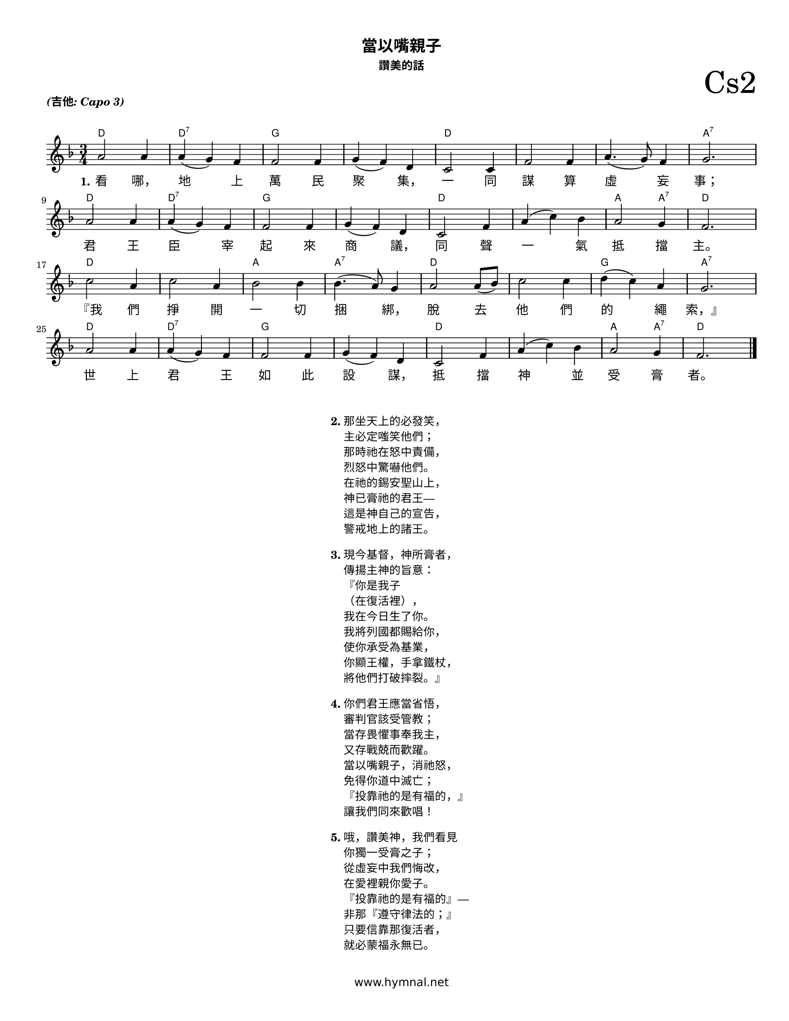 當以嘴親子
讚美的話
Cs2
(吉他: Capo 3)
D D7 G D A7
1. 看 哪， 地 上 萬 民 聚 集， 一 同 謀 算 虛 妄 事；
9 D D7 G D A A7 D
君 王 臣 宰 起 來 商 議， 同 聲 一 氣 抵 擋 主。
17 D A A7 D G A7
『我 們 掙 開 一 切 捆 綁， 脫 去 他 們 的 繩 索，』
25 D D7 G D A A7 D
世 上 君 王 如 此 設 謀， 抵 擋 神 並 受 膏 者。
2. 那坐天上的必發笑，
主必定嗤笑他們；
那時祂在怒中責備，
烈怒中驚嚇他們。
在祂的錫安聖山上，
神已膏祂的君王—
這是神自己的宣告，
警戒地上的諸王。
3. 現今基督，神所膏者，
傳揚主神的旨意：
『你是我子
（在復活裡），
我在今日生了你。
我將列國都賜給你，
使你承受為基業，
你顯王權，手拿鐵杖，
將他們打破摔裂。』
4. 你們君王應當省悟，
審判官該受管教；
當存畏懼事奉我主，
又存戰兢而歡躍。
當以嘴親子，消祂怒，
免得你道中滅亡；
『投靠祂的是有福的，』
讓我們同來歡唱！
5. 哦，讚美神，我們看見
你獨一受膏之子；
從虛妄中我們悔改，
在愛裡親你愛子。
『投靠祂的是有福的』—
非那『遵守律法的；』
只要信靠那復活者，
就必蒙福永無已。
www.hymnal.net